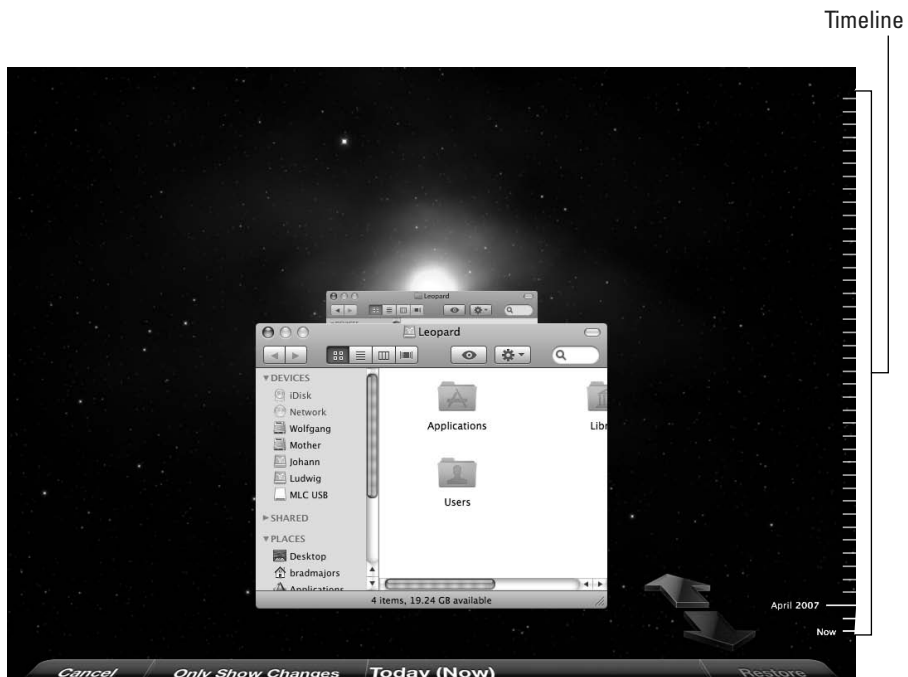 Timeline
Leopard
Leopard
DEVICES
iDisk
Network
Wolfgang
Mother
Johann
Ludwig
MLC USB
SHARED
PLACES
Desktop
bradmajors
Applications
Applications
Libr
Users
4 items, 19.24 GB available
April 2007
Now
Cancel
Only Show Changes
Today (Now)
Restore